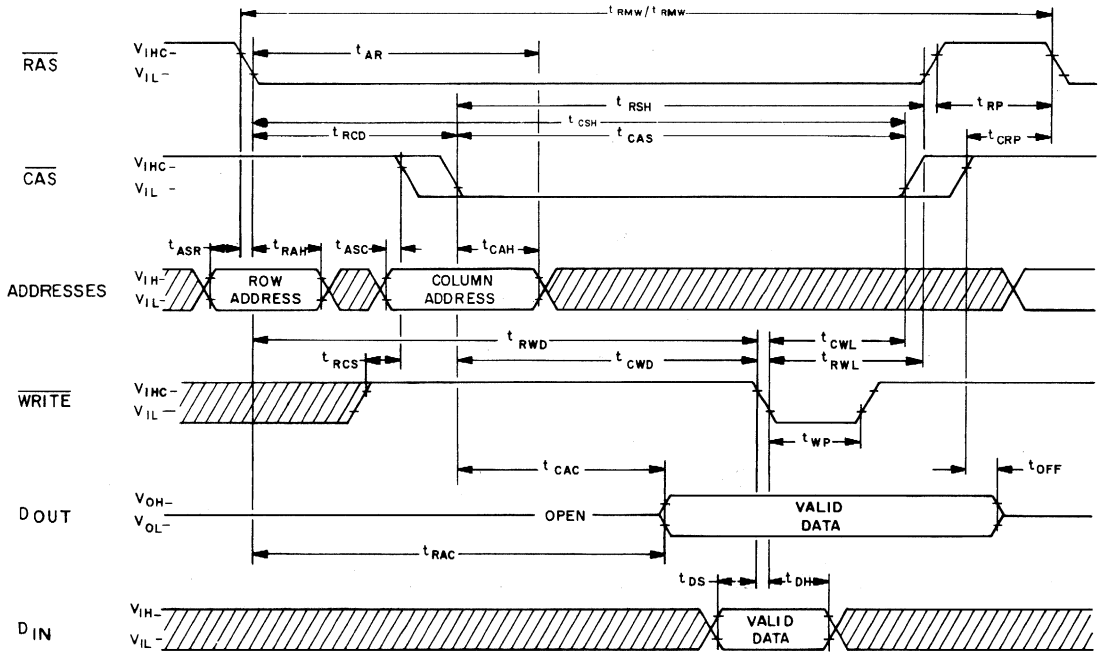 tRMW/tRMW
RAS
VIHC
VIL
tAR
tRSH
tRP
tCSH
tRCD
tCAS
tCRP
CAS
VIHC
VIL
tASR
tRAH
tASC
tCAH
ADDRESSES
VIH
VIL
ROW
ADDRESS
COLUMN
ADDRESS
tRWD
tCWL
tRCS
tCWD
tRWL
WRITE
VIHC
VIL
tWP
tCAC
tOFF
DOUT
VOH
VOL
OPEN
VALID
DATA
tRAC
tDS
tDH
DIN
VIH
VIL
VALID
DATA